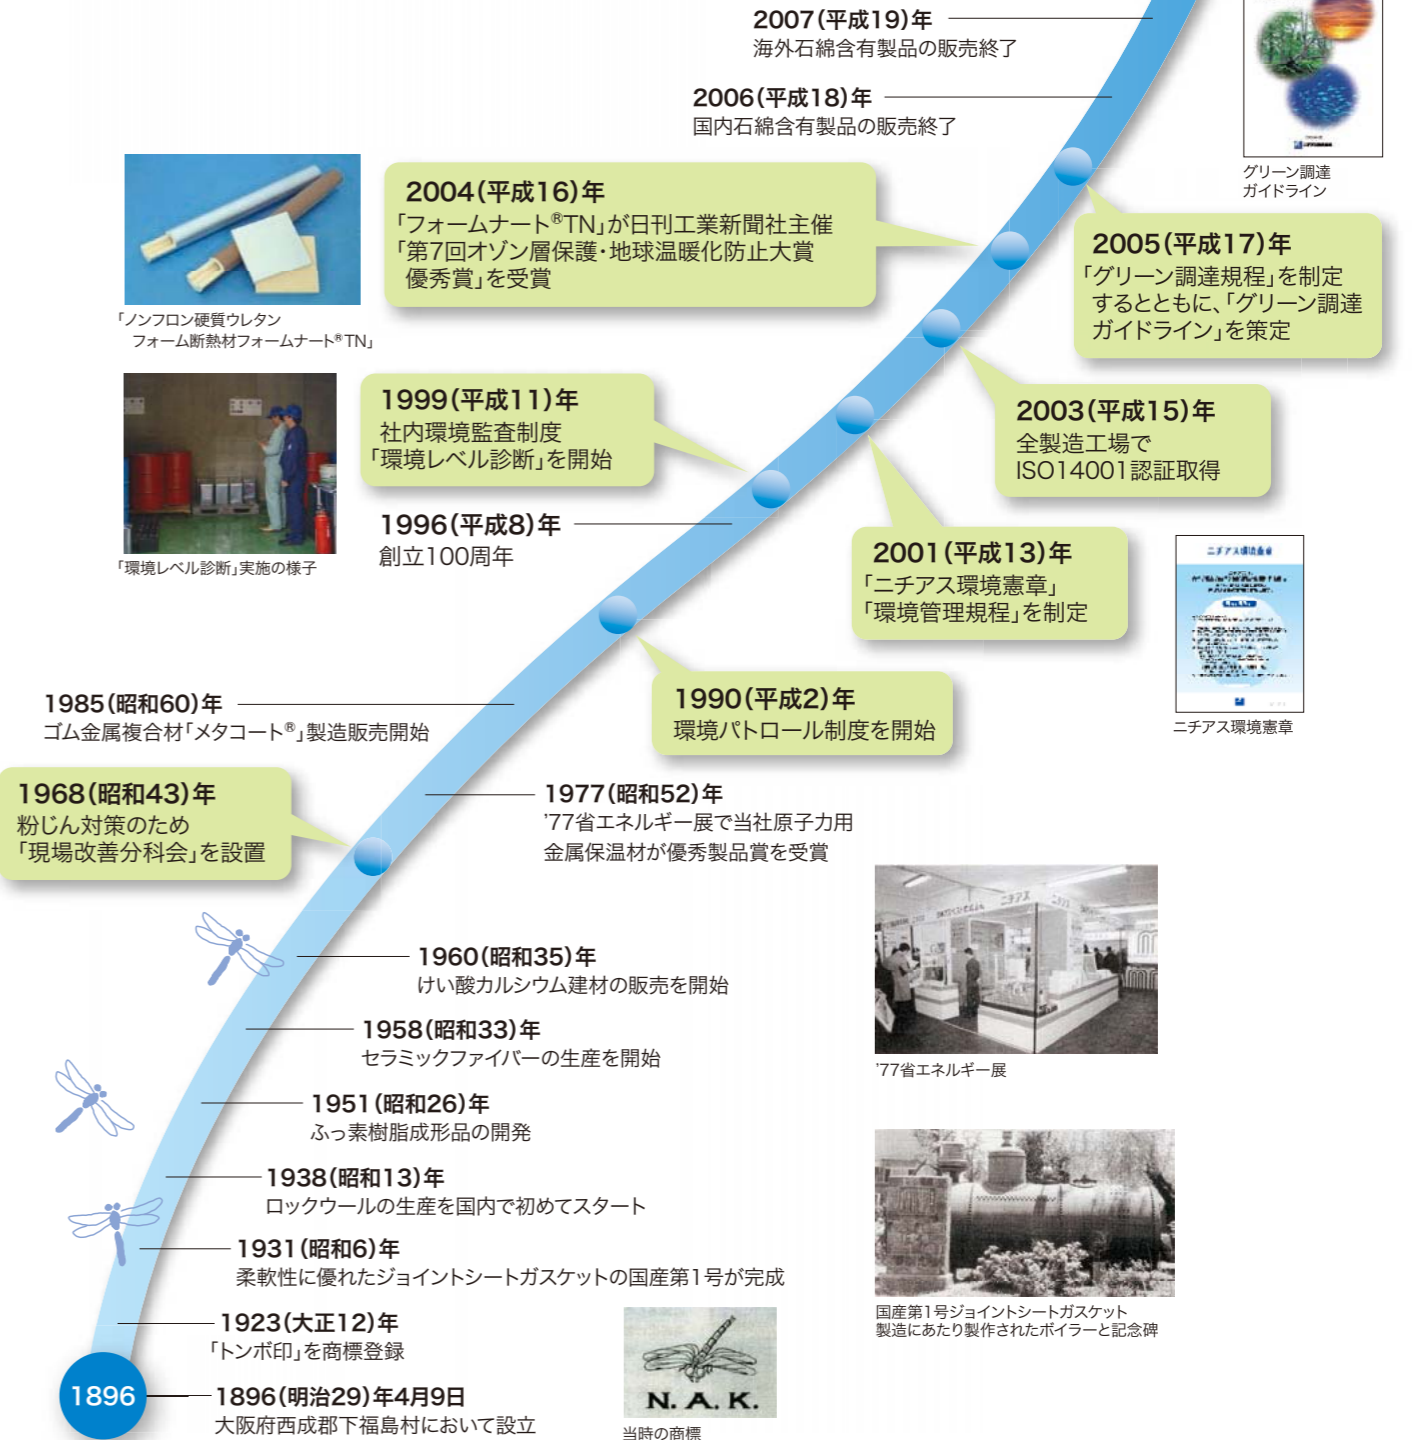 2007(平成19)年
海外石綿含有製品の販売終了
2006(平成18)年
国内石綿含有製品の販売終了
グリーン調達
ガイドライン
2004(平成16)年
「フォームナート®TN」が日刊工業新聞社主催
「第7回オゾン層保護・地球温暖化防止大賞
優秀賞」を受賞
「ノンフロン硬質ウレタン
フォーム断熱材フォームナート®TN」
2005(平成17)年
「グリーン調達規程」を制定
するとともに、「グリーン調達
ガイドライン」を策定
1999(平成11)年
社内環境監査制度
「環境レベル診断」を開始
「環境レベル診断」実施の様子
2003(平成15)年
全製造工場で
ISO14001認証取得
1996(平成8)年
創立100周年
2001(平成13)年
「ニチアス環境憲章」
「環境管理規程」を制定
ニチアス環境憲章
ニチアス環境憲章
1990(平成2)年
環境パトロール制度を開始
1985(昭和60)年
ゴム金属複合材「メタコート®」製造販売開始
1968(昭和43)年
粉じん対策のため
「現場改善分科会」を設置
1977(昭和52)年
'77省エネルギー展で当社原子力用
金属保温材が優秀製品賞を受賞
ニチアス
'77省エネルギー展
1960(昭和35)年
けい酸カルシウム建材の販売を開始
1958(昭和33)年
セラミックファイバーの生産を開始
1951(昭和26)年
ふっ素樹脂成形品の開発
1938(昭和13)年
ロックウールの生産を国内で初めてスタート
1931(昭和6)年
柔軟性に優れたジョイントシートガスケットの国産第1号が完成
国産第1号ジョイントシートガスケット
製造にあたり製作されたボイラーと記念碑
1923(大正12)年
「トンボ印」を商標登録
1896
1896(明治29)年4月9日
大阪府西成郡下福島村において設立
N. A. K.
当時の商標